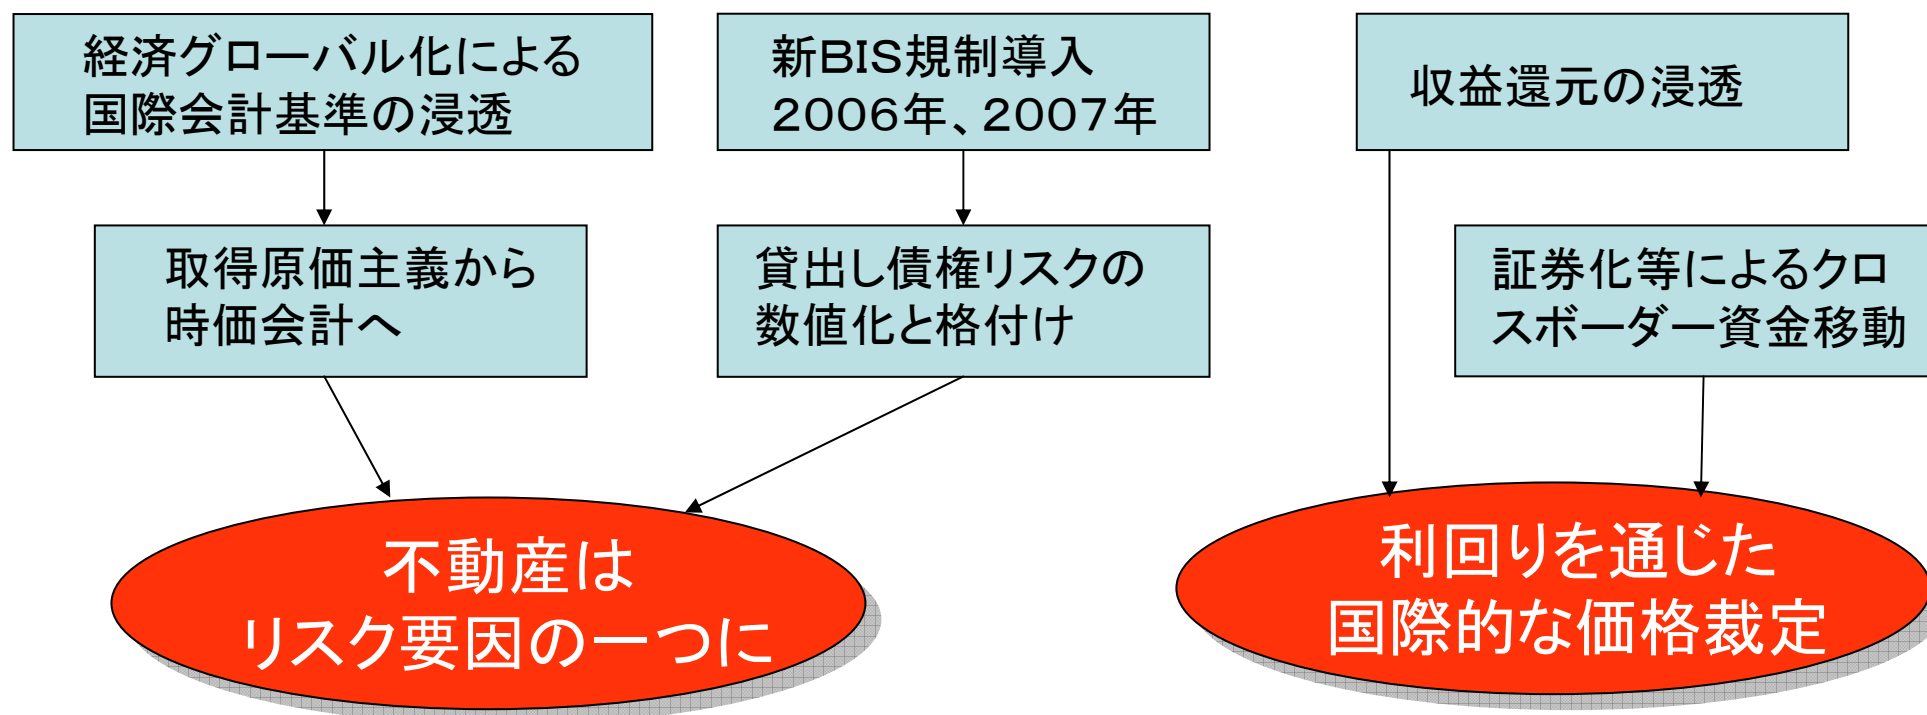 経済グローバル化による
国際会計基準の浸透
新BIS規制導入
２００６年、２００７年
収益還元の浸透
取得原価主義から
時価会計へ
貸出し債権リスクの
数値化と格付け
証券化等によるクロ
スボーダー資金移動
不動産は
リスク要因の一つに
利回りを通じた
国際的な価格裁定